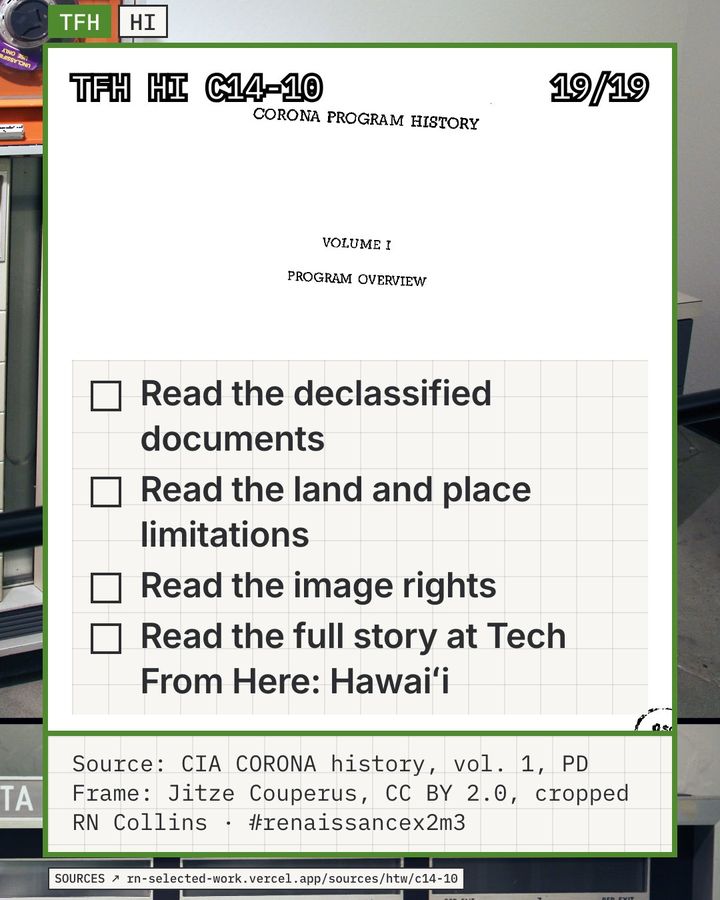 TFH HI
TFH HI C14-10 19/19
CORONA PROGRAM HISTORY
VOLUME I
PROGRAM OVERVIEW
Read the declassified
documents
Read the land and place
limitations
Read the image rights
Read the full story at Tech
From Here: Hawaiʻi
Source: CIA CORONA history, vol. 1, PD
Frame: Jitze Couperus, CC BY 2.0, cropped
RN Collins · #renaissancex2m3
TA
SOURCES ↗ rn-selected-work.vercel.app/sources/htw/c14-10